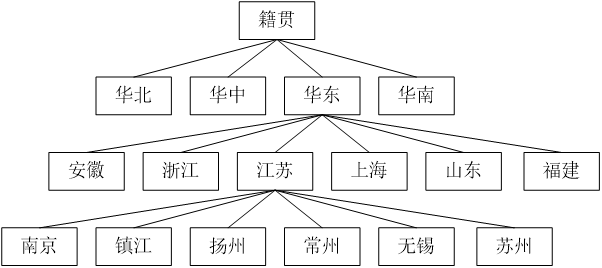 籍贯
华北 华中 华东 华南
安徽 浙江 江苏 上海 山东 福建
南京 镇江 扬州 常州 无锡 苏州